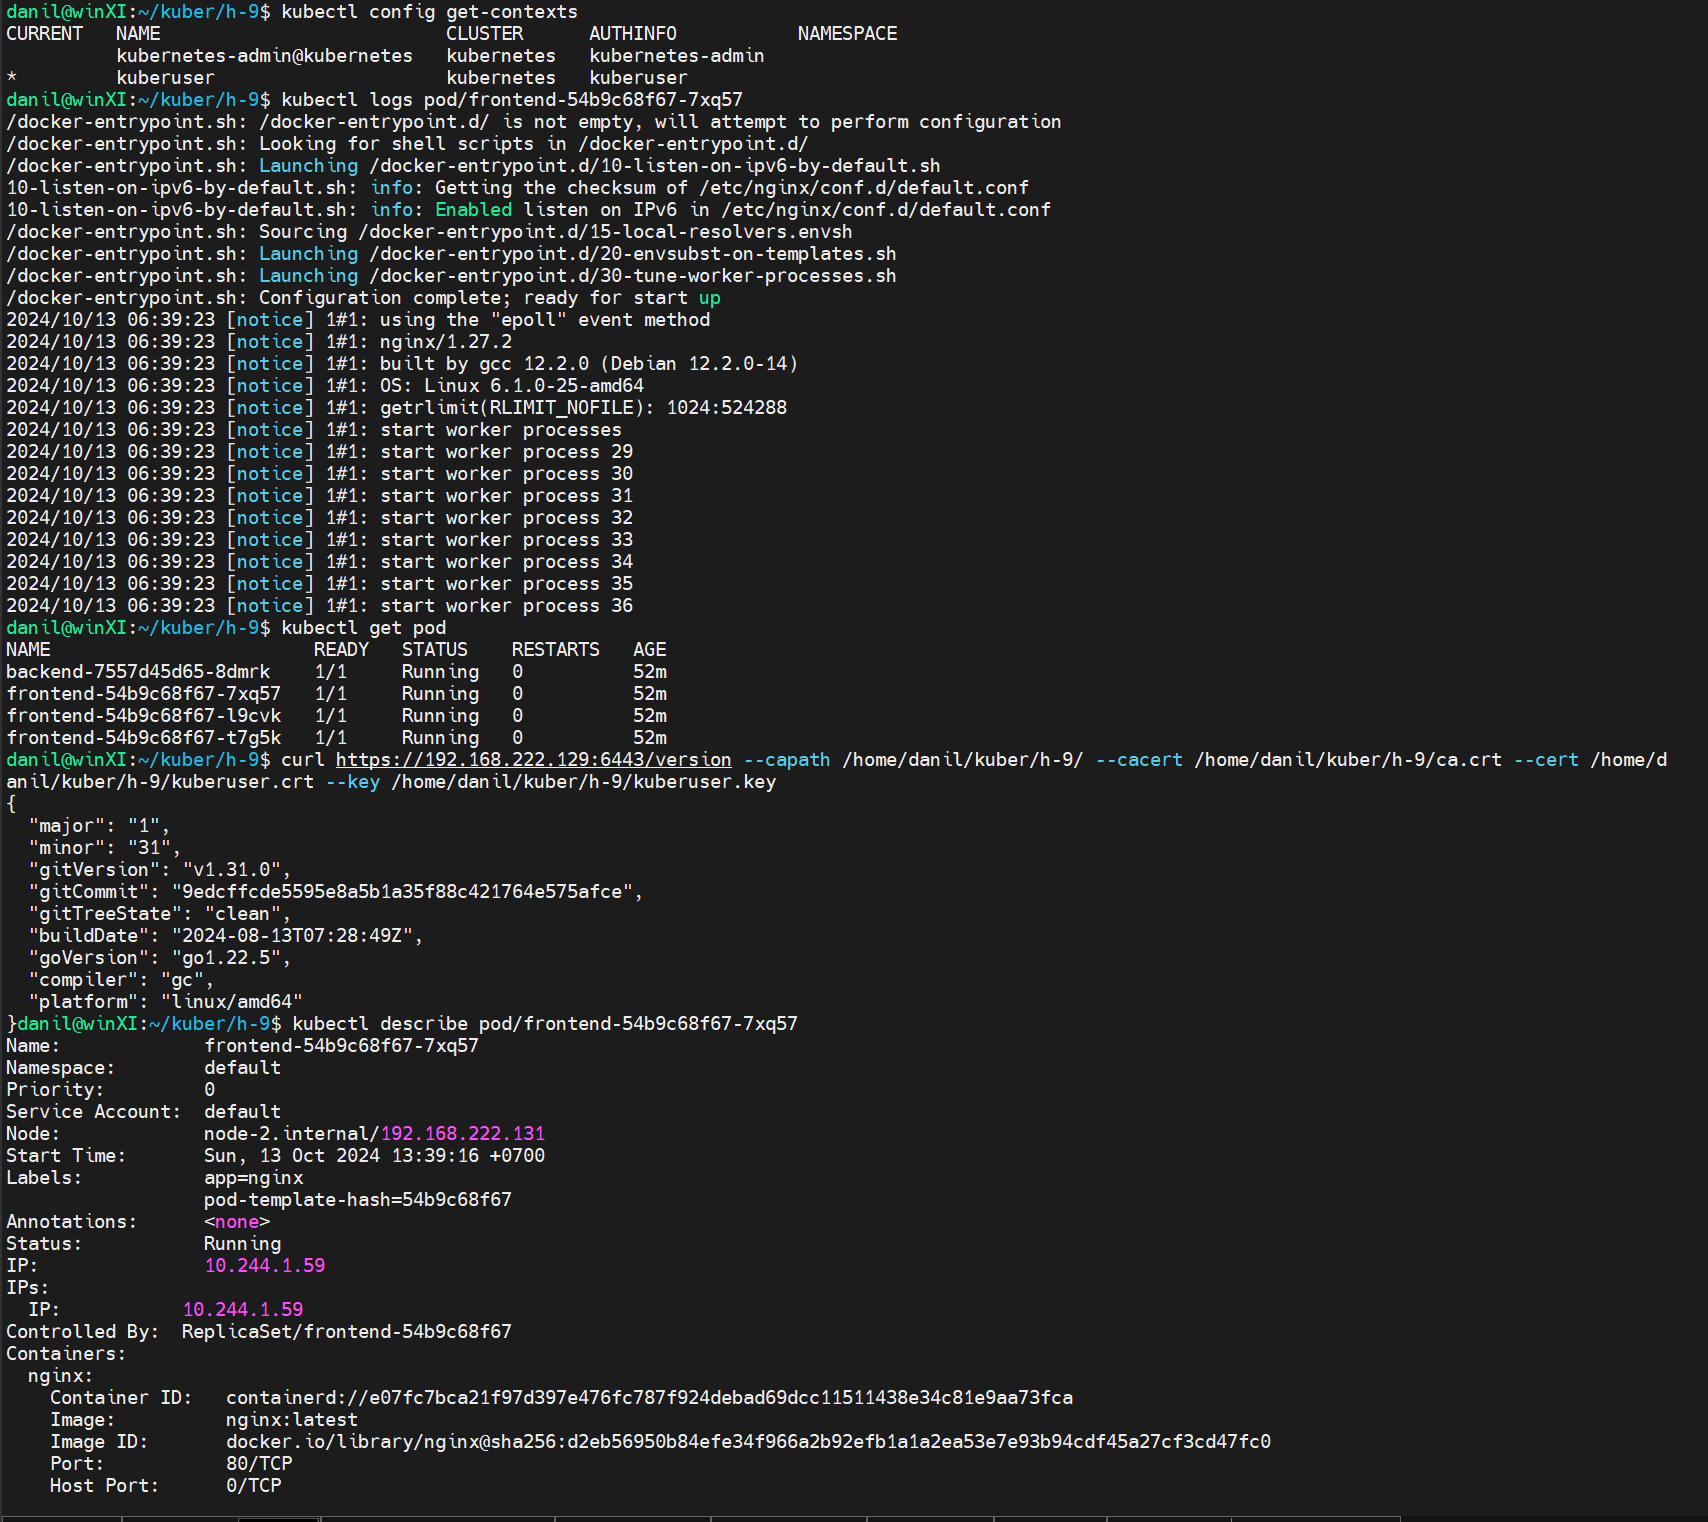 danil@winXI:~/kuber/h-9$ kubectl config get-contexts
CURRENT   NAME                          CLUSTER      AUTHINFO           NAMESPACE
          kubernetes-admin@kubernetes   kubernetes   kubernetes-admin
*         kuberuser                     kubernetes   kuberuser
danil@winXI:~/kuber/h-9$ kubectl logs pod/frontend-54b9c68f67-7xq57
/docker-entrypoint.sh: /docker-entrypoint.d/ is not empty, will attempt to perform configuration
/docker-entrypoint.sh: Looking for shell scripts in /docker-entrypoint.d/
/docker-entrypoint.sh: Launching /docker-entrypoint.d/10-listen-on-ipv6-by-default.sh
10-listen-on-ipv6-by-default.sh: info: Getting the checksum of /etc/nginx/conf.d/default.conf
10-listen-on-ipv6-by-default.sh: info: Enabled listen on IPv6 in /etc/nginx/conf.d/default.conf
/docker-entrypoint.sh: Sourcing /docker-entrypoint.d/15-local-resolvers.envsh
/docker-entrypoint.sh: Launching /docker-entrypoint.d/20-envsubst-on-templates.sh
/docker-entrypoint.sh: Launching /docker-entrypoint.d/30-tune-worker-processes.sh
/docker-entrypoint.sh: Configuration complete; ready for start up
2024/10/13 06:39:23 [notice] 1#1: using the "epoll" event method
2024/10/13 06:39:23 [notice] 1#1: nginx/1.27.2
2024/10/13 06:39:23 [notice] 1#1: built by gcc 12.2.0 (Debian 12.2.0-14)
2024/10/13 06:39:23 [notice] 1#1: OS: Linux 6.1.0-25-amd64
2024/10/13 06:39:23 [notice] 1#1: getrlimit(RLIMIT_NOFILE): 1024:524288
2024/10/13 06:39:23 [notice] 1#1: start worker processes
2024/10/13 06:39:23 [notice] 1#1: start worker process 29
2024/10/13 06:39:23 [notice] 1#1: start worker process 30
2024/10/13 06:39:23 [notice] 1#1: start worker process 31
2024/10/13 06:39:23 [notice] 1#1: start worker process 32
2024/10/13 06:39:23 [notice] 1#1: start worker process 33
2024/10/13 06:39:23 [notice] 1#1: start worker process 34
2024/10/13 06:39:23 [notice] 1#1: start worker process 35
2024/10/13 06:39:23 [notice] 1#1: start worker process 36
danil@winXI:~/kuber/h-9$ kubectl get pod
NAME                        READY   STATUS    RESTARTS   AGE
backend-7557d45d65-8dmrk    1/1     Running   0          52m
frontend-54b9c68f67-7xq57   1/1     Running   0          52m
frontend-54b9c68f67-l9cvk   1/1     Running   0          52m
frontend-54b9c68f67-t7g5k   1/1     Running   0          52m
danil@winXI:~/kuber/h-9$ curl https://192.168.222.129:6443/version --capath /home/danil/kuber/h-9/ --cacert /home/danil/kuber/h-9/ca.crt --cert /home/d
anil/kuber/h-9/kuberuser.crt --key /home/danil/kuber/h-9/kuberuser.key
{
  "major": "1",
  "minor": "31",
  "gitVersion": "v1.31.0",
  "gitCommit": "9edcffcde5595e8a5b1a35f88c421764e575afce",
  "gitTreeState": "clean",
  "buildDate": "2024-08-13T07:28:49Z",
  "goVersion": "go1.22.5",
  "compiler": "gc",
  "platform": "linux/amd64"
}danil@winXI:~/kuber/h-9$ kubectl describe pod/frontend-54b9c68f67-7xq57
Name:             frontend-54b9c68f67-7xq57
Namespace:        default
Priority:         0
Service Account:  default
Node:             node-2.internal/192.168.222.131
Start Time:       Sun, 13 Oct 2024 13:39:16 +0700
Labels:           app=nginx
                  pod-template-hash=54b9c68f67
Annotations:      <none>
Status:           Running
IP:               10.244.1.59
IPs:
  IP:           10.244.1.59
Controlled By:  ReplicaSet/frontend-54b9c68f67
Containers:
  nginx:
    Container ID:   containerd://e07fc7bca21f97d397e476fc787f924debad69dcc11511438e34c81e9aa73fca
    Image:          nginx:latest
    Image ID:       docker.io/library/nginx@sha256:d2eb56950b84efe34f966a2b92efb1a1a2ea53e7e93b94cdf45a27cf3cd47fc0
    Port:           80/TCP
    Host Port:      0/TCP